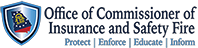 Office of Commissioner of
Insurance and Safety Fire
Protect | Enforce | Educate | Inform